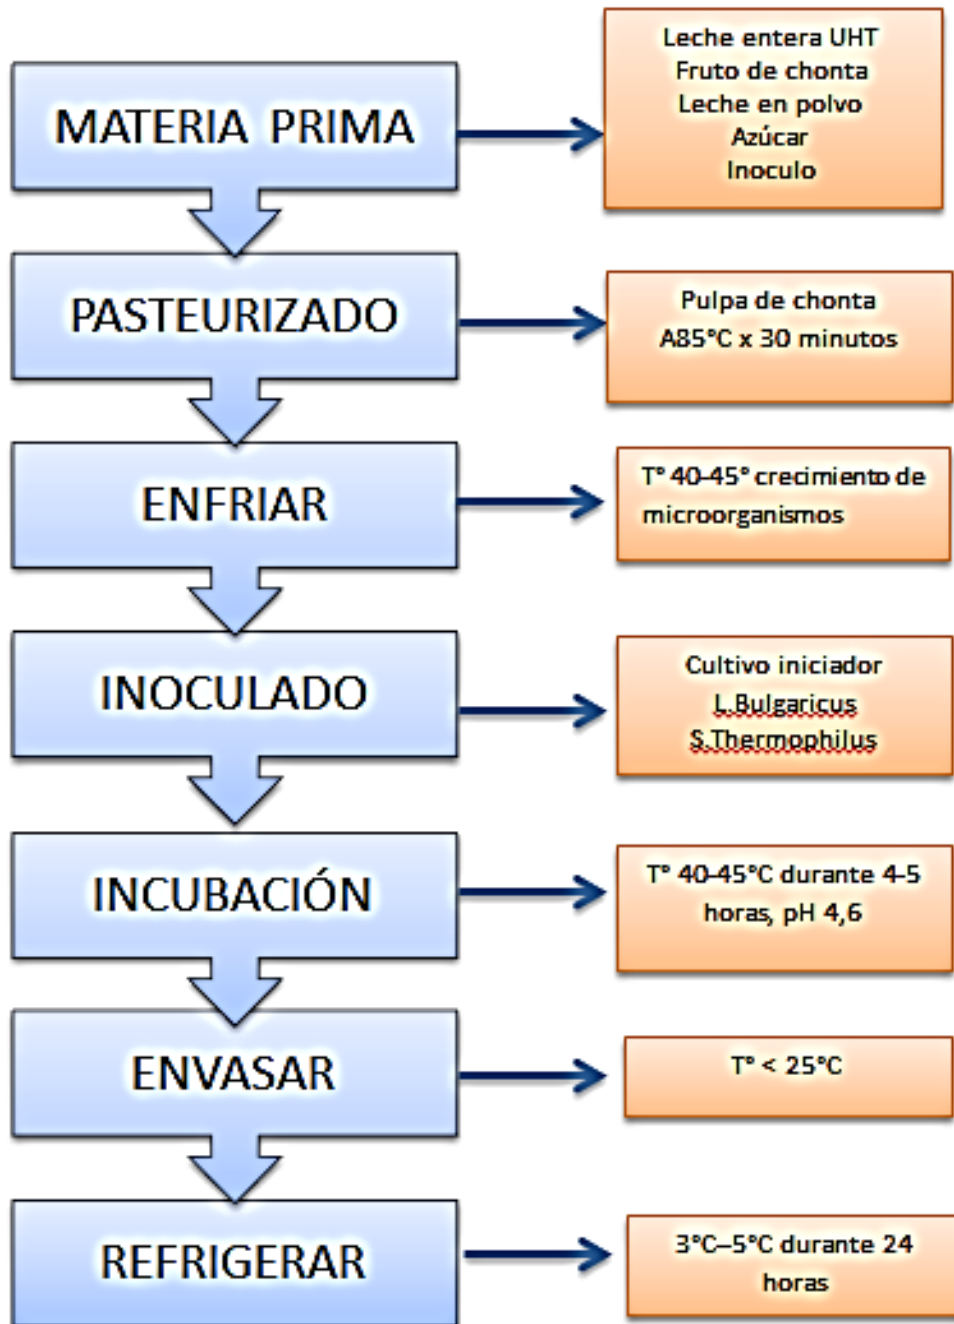 MATERIA PRIMA
Leche entera UHT
Fruto de chonta
Leche en polvo
Azúcar
Inoculo
PASTEURIZADO
Pulpa de chonta
A85°C x 30 minutos
ENFRIAR
T° 40-45° crecimiento de
microorganismos
INOCULADO
Cultivo iniciador
L.Bulgaricus
S.Thermophilus
INCUBACIÓN
T° 40-45°C durante 4-5
horas, pH 4,6
ENVASAR
T° < 25°C
REFRIGERAR
3°C–5°C durante 24
horas